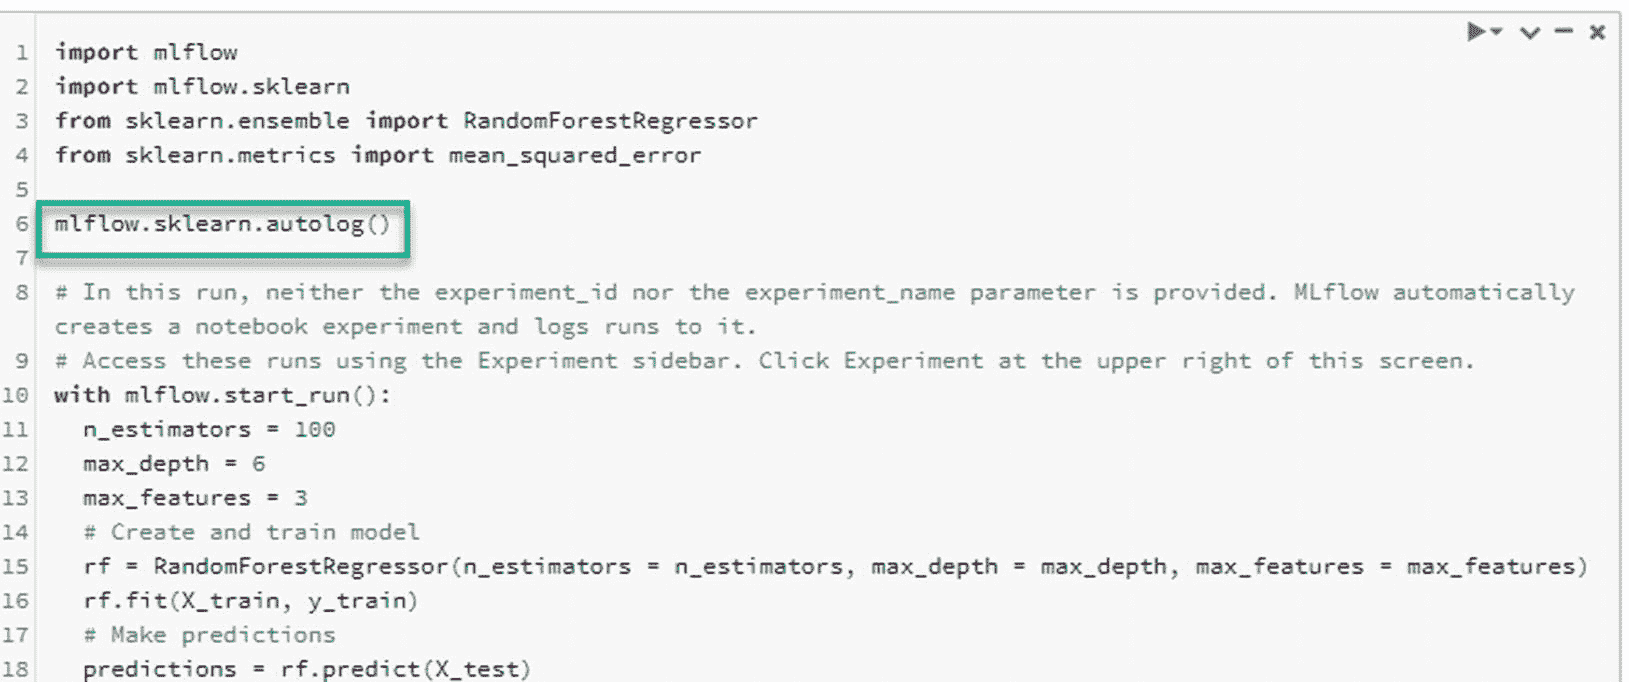 1 import mlflow
2 import mlflow.sklearn
3 from sklearn.ensemble import RandomForestRegressor
4 from sklearn.metrics import mean_squared_error
5
6 mlflow.sklearn.autolog()
7
8 # In this run, neither the experiment_id nor the experiment_name parameter is provided. MLflow automatically
creates a notebook experiment and logs runs to it.
9 # Access these runs using the Experiment sidebar. Click Experiment at the upper right of this screen.
10 with mlflow.start_run():
11   n_estimators = 100
12   max_depth = 6
13   max_features = 3
14   # Create and train model
15   rf = RandomForestRegressor(n_estimators = n_estimators, max_depth = max_depth, max_features = max_features)
16   rf.fit(X_train, y_train)
17   # Make predictions
18   predictions = rf.predict(X_test)